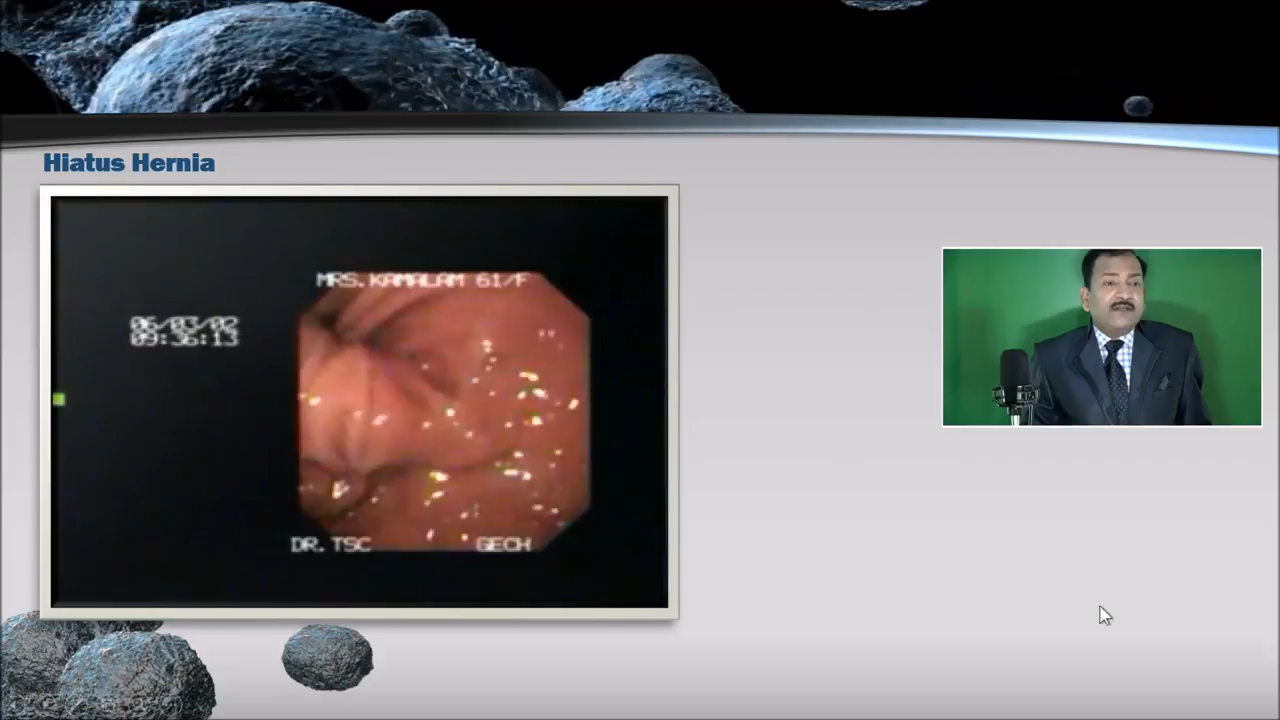 Hiatus Hernia
MRS.KAMALAM 61/F
06/03/02
09:36:13
DR.TSC GECH